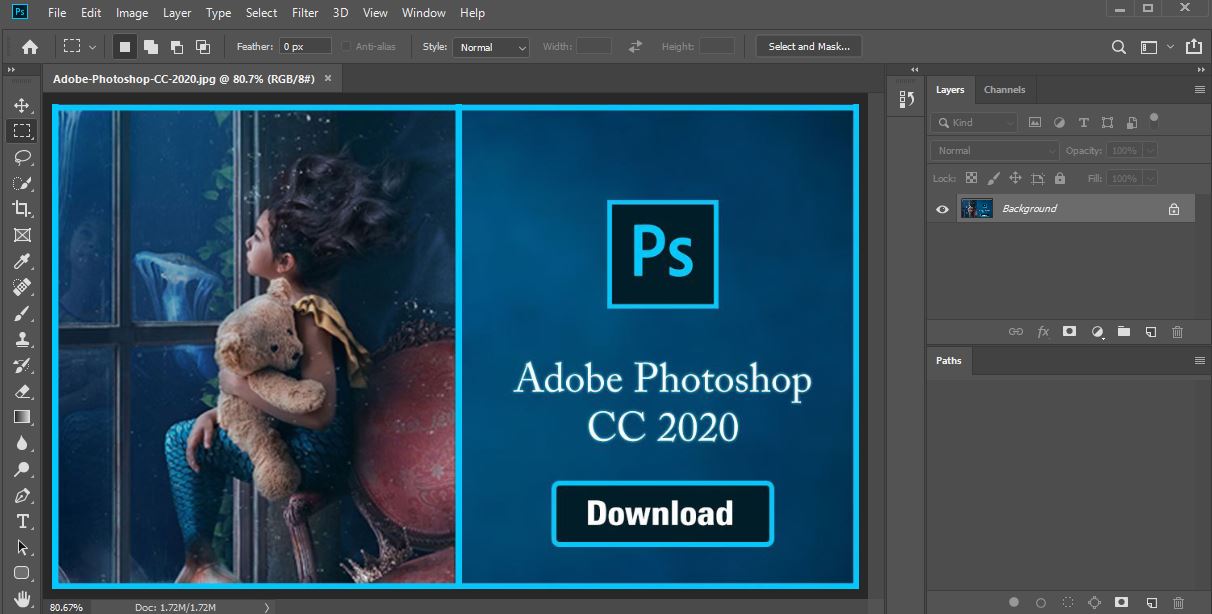 Ps
File Edit Image Layer Type Select Filter 3D View Window Help
Feather: 0 px Anti-alias Style: Normal Width: Height: Select and Mask...
Adobe-Photoshop-CC-2020.jpg @ 80.7% (RGB/8#) ×
Layers Channels
Kind
Normal Opacity: 100%
Lock: Fill: 100%
Background
fx
Paths
Ps
Adobe Photoshop
CC 2020
Download
T
80.67% Doc: 1.72M/1.72M